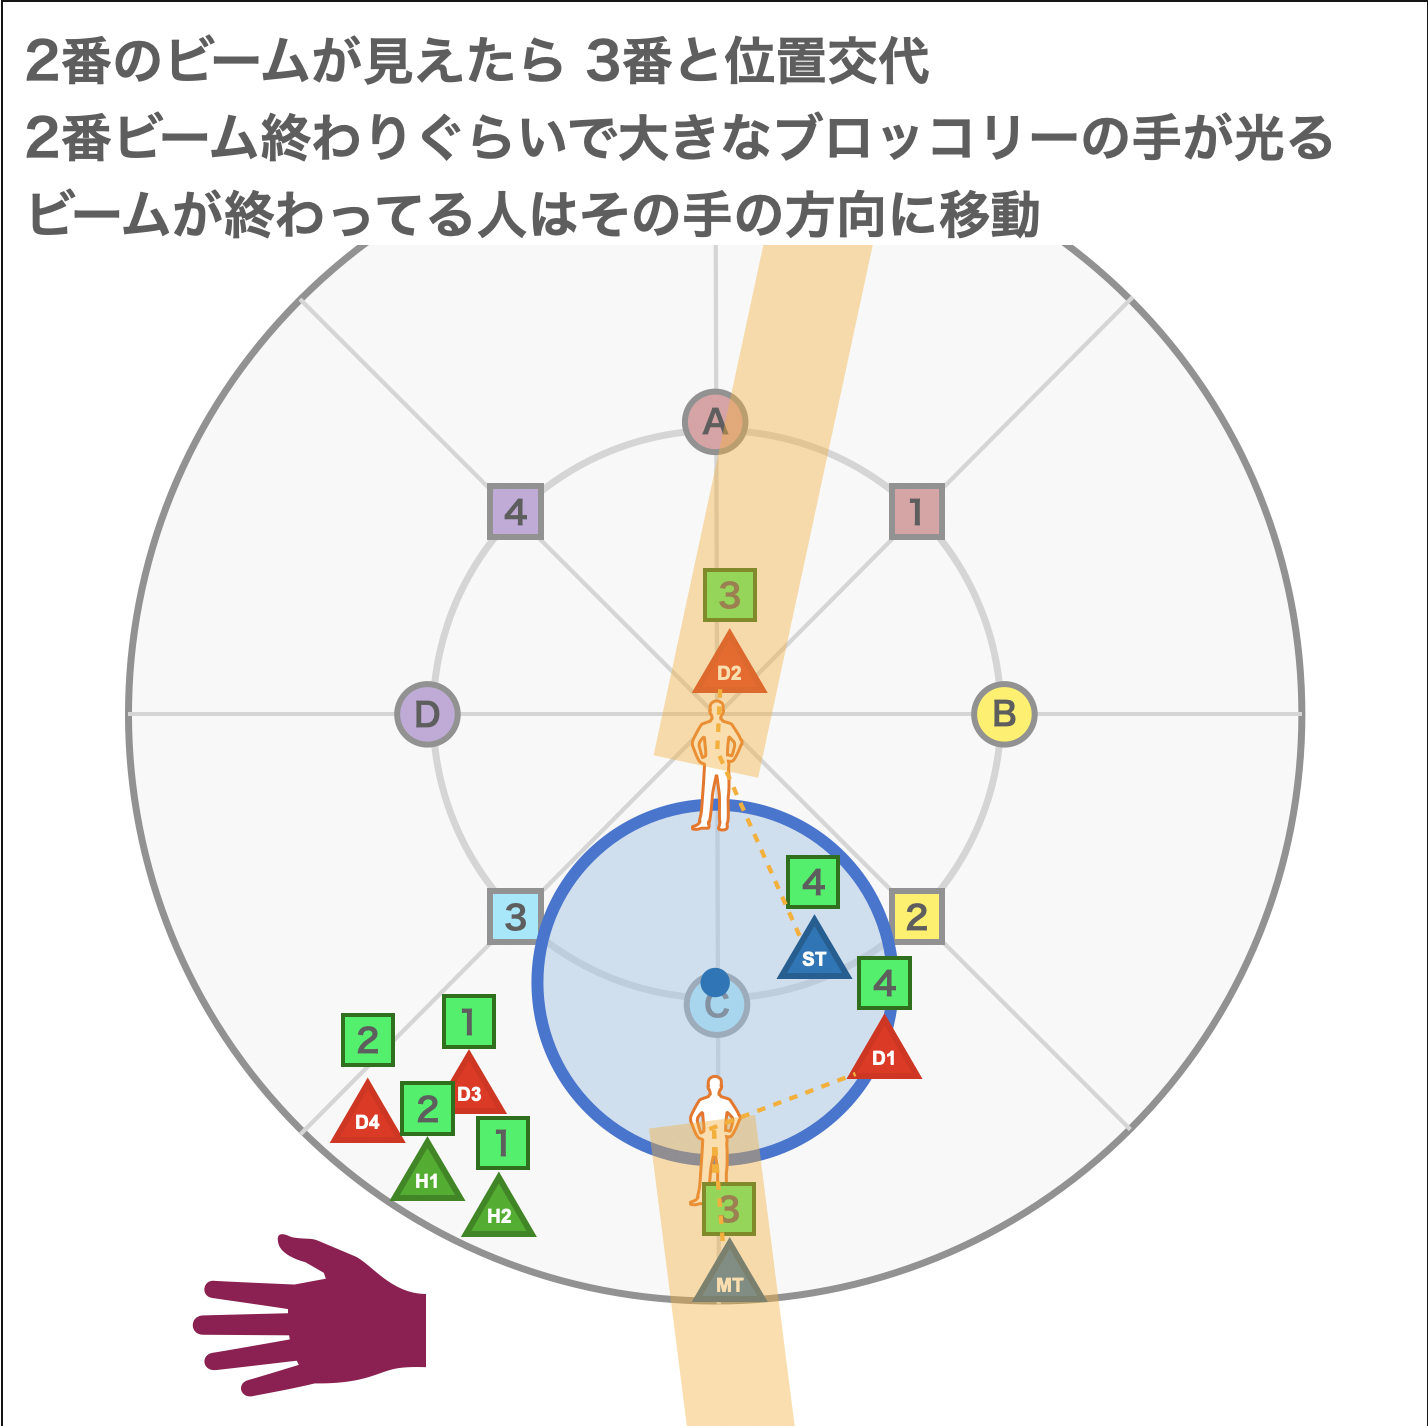 2番のビームが見えたら 3番と位置交代
2番ビーム終わりぐらいで大きなブロッコリーの手が光る
ビームが終わってる人はその手の方向に移動
A
4
1
3
D2
D
B
4
3
2
ST
C
4
1
2
D1
D3
2
D4
1
H1
3
H2
MT